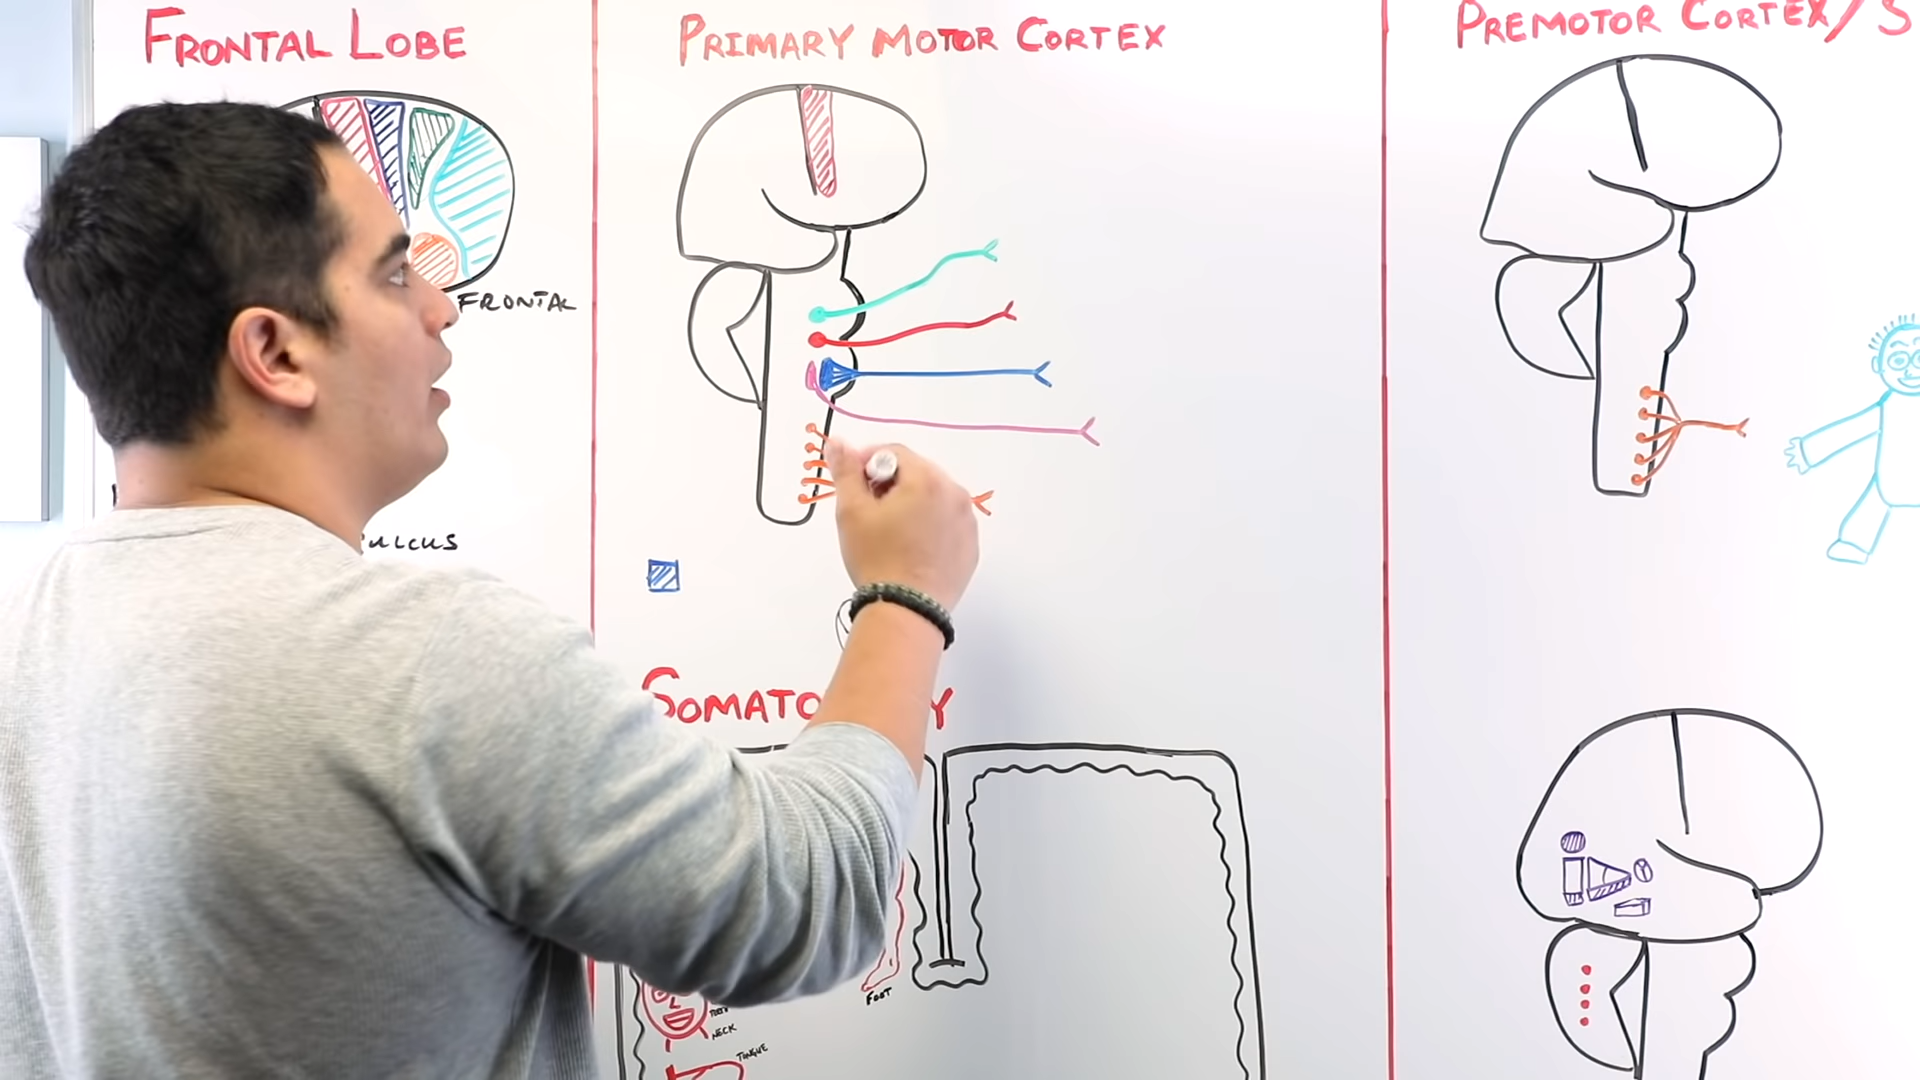 FRONTAL LOBE
FRONTAL
ULCUS
PRIMARY MOTOR CORTEX
SOMATO Y
FOOT
NECK
TONGUE
PREMOTOR CORTEX/S